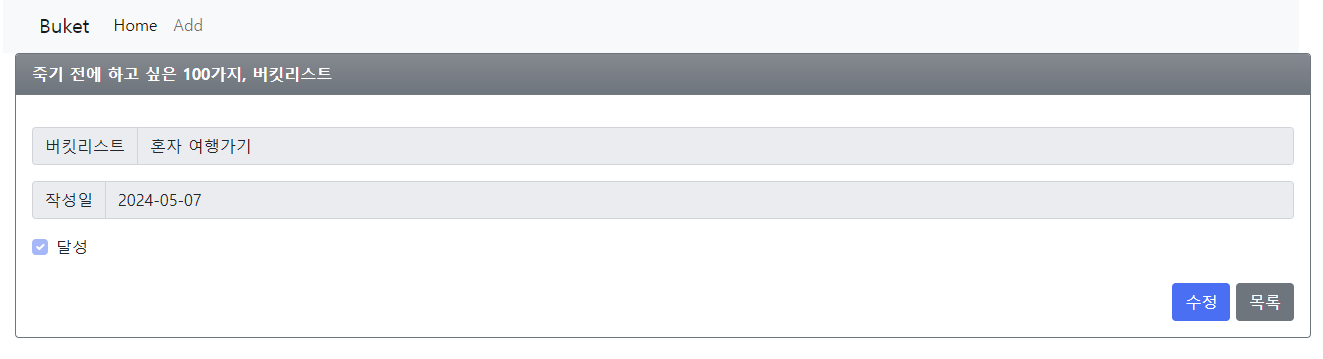 Buket Home Add
죽기 전에 하고 싶은 100가지, 버킷리스트
버킷리스트 혼자 여행가기
작성일 2024-05-07
달성
수정 목록